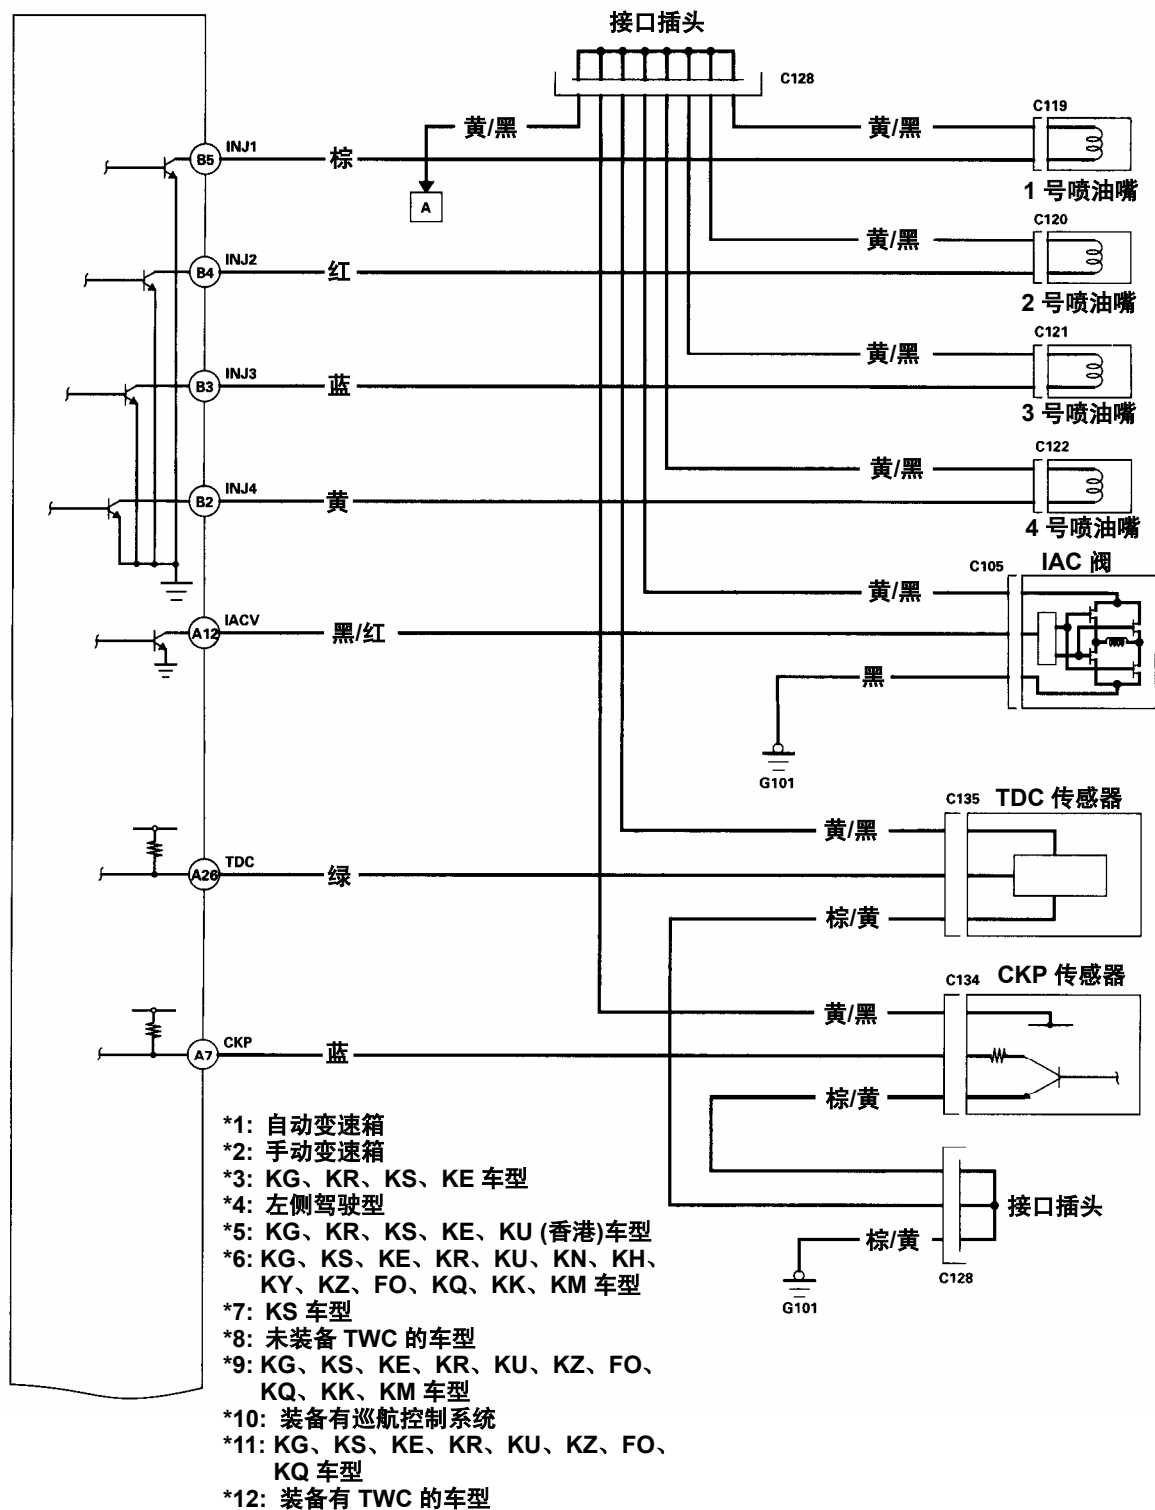 接口插头
C128
黄/黑
黄/黑
C119
B5
INJ1
棕
1 号喷油嘴
A
C120
黄/黑
B4
INJ2
红
2 号喷油嘴
C121
黄/黑
B3
INJ3
蓝
3 号喷油嘴
C122
黄/黑
B2
INJ4
黄
4 号喷油嘴
C105
IAC 阀
黄/黑
A12
IACV
黑/红
黑
G101
C135
TDC 传感器
黄/黑
A26
TDC
绿
棕/黄
C134
CKP 传感器
黄/黑
A7
CKP
蓝
棕/黄
接口插头
棕/黄
C128
G101
*1: 自动变速箱
*2: 手动变速箱
*3: KG、KR、KS、KE 车型
*4: 左侧驾驶型
*5: KG、KR、KS、KE、KU (香港)车型
*6: KG、KS、KE、KR、KU、KN、KH、
KY、KZ、FO、KQ、KK、KM 车型
*7: KS 车型
*8: 未装备 TWC 的车型
*9: KG、KS、KE、KR、KU、KZ、FO、
KQ、KK、KM 车型
*10: 装备有巡航控制系统
*11: KG、KS、KE、KR、KU、KZ、FO、
KQ 车型
*12: 装备有 TWC 的车型